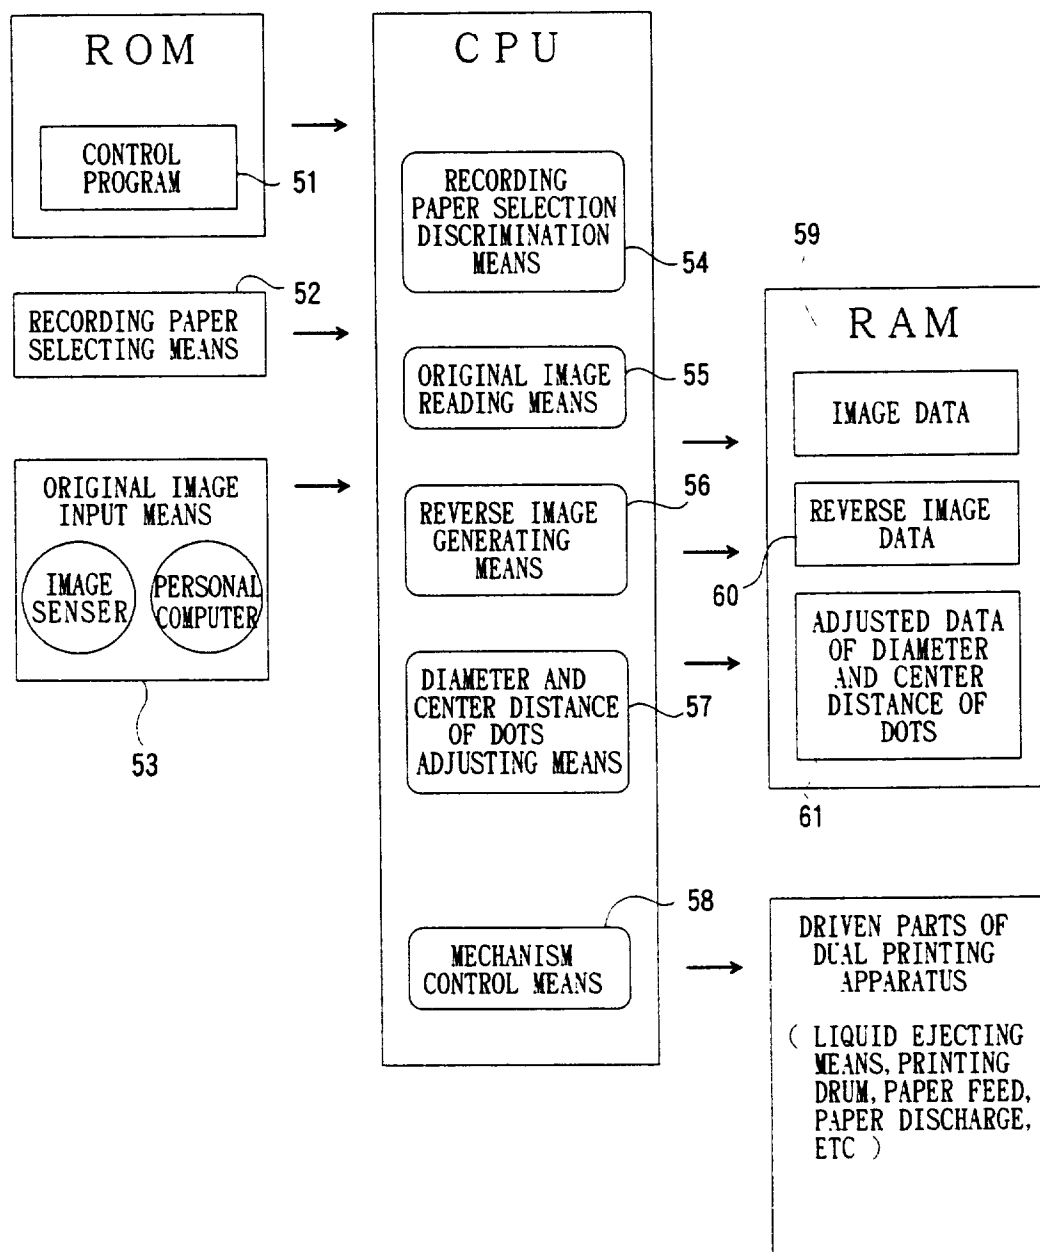 ROM
CONTROL
PROGRAM
51
52
RECORDING PAPER
SELECTING MEANS
ORIGINAL IMAGE
INPUT MEANS
IMAGE
SENSER
PERSONAL
COMPUTER
53
CPU
RECORDING
PAPER SELECTION
DISCRIMINATION
MEANS
54
ORIGINAL IMAGE
READING MEANS
55
REVERSE IMAGE
GENERATING
MEANS
56
DIAMETER AND
CENTER DISTANCE
OF DOTS
ADJUSTING MEANS
57
MECHANISM
CONTROL MEANS
58
59
RAM
IMAGE DATA
REVERSE IMAGE
DATA
60
ADJUSTED DATA
OF DIAMETER
AND CENTER
DISTANCE OF
DOTS
61
DRIVEN PARTS OF
DUAL PRINTING
APPARATUS
( LIQUID EJECTING
MEANS, PRINTING
DRUM, PAPER FEED,
PAPER DISCHARGE,
ETC )